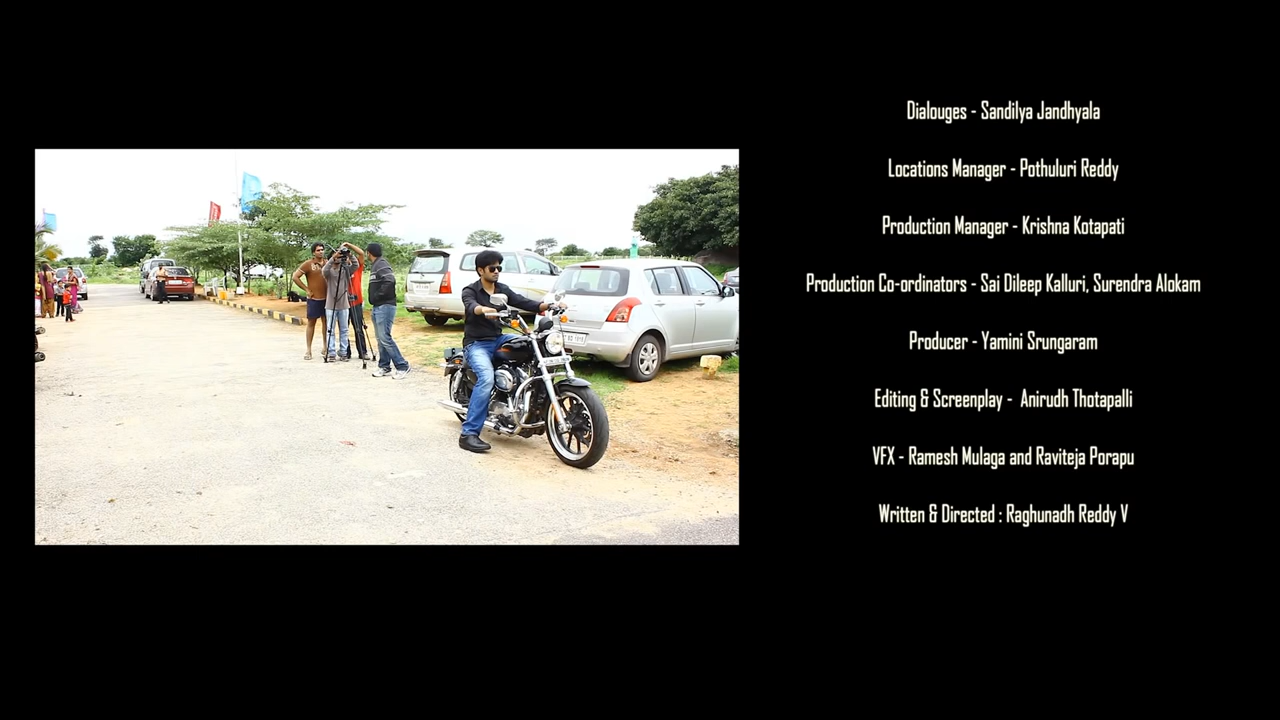 Dialouges - Sandilya Jandhyala
Locations Manager - Pothuluri Reddy
Production Manager - Krishna Kotapati
Production Co-ordinators - Sai Dileep Kalluri, Surendra Alokam
Producer - Yamini Srungaram
Editing & Screenplay - Anirudh Thotapalli
VFX - Ramesh Mulaga and Raviteja Porapu
Written & Directed : Raghunadh Reddy V